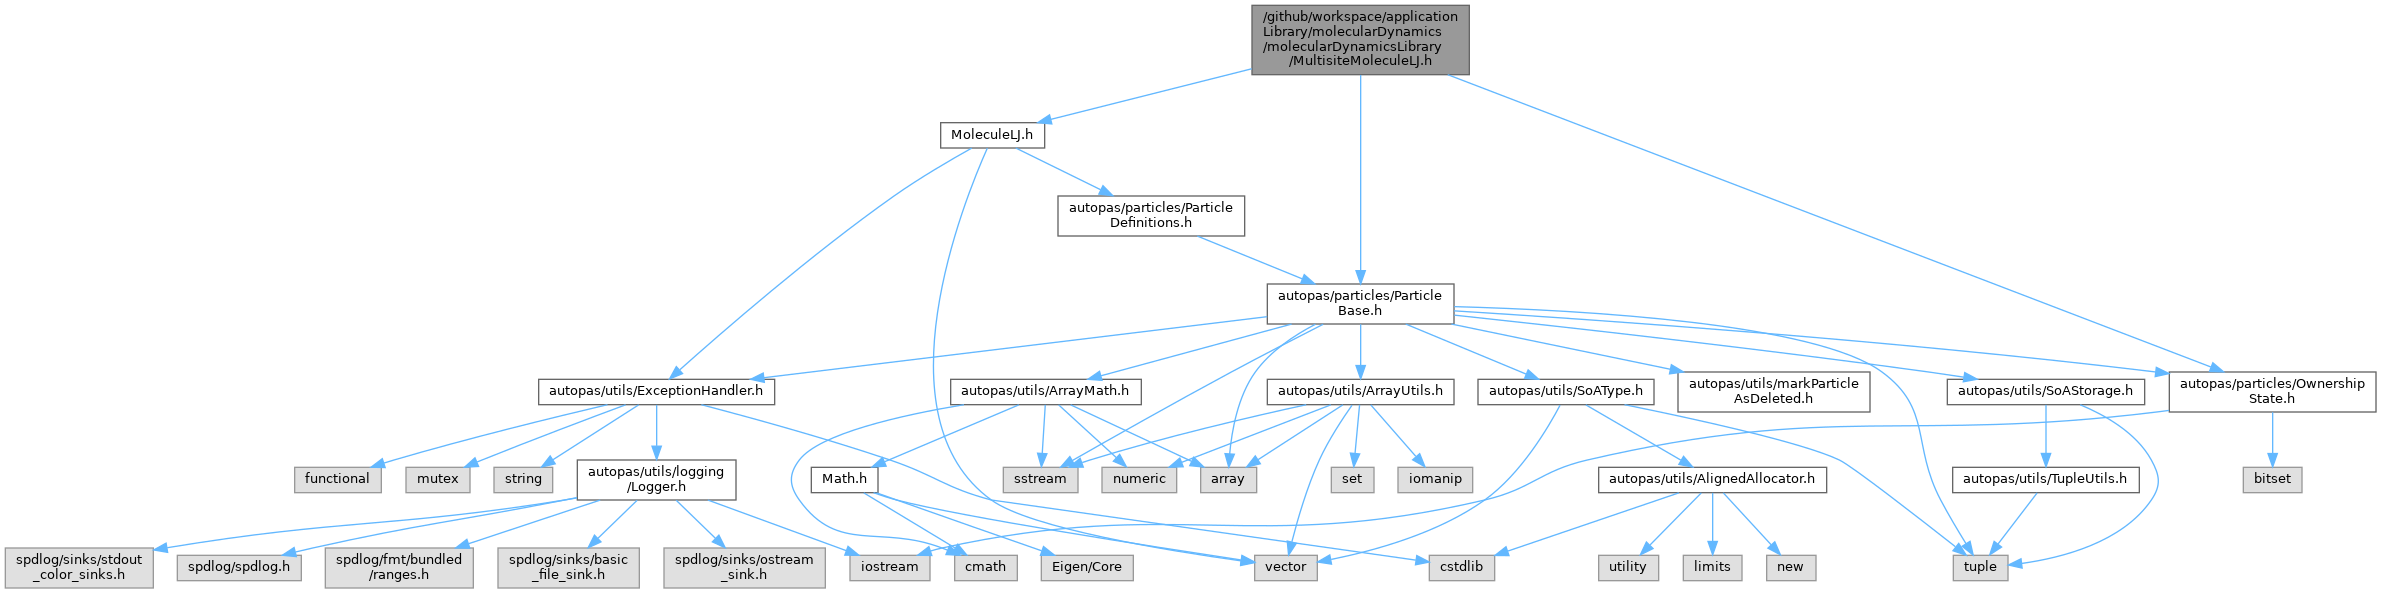 /github/workspace/application
Library/molecularDynamics
/molecularDynamicsLibrary
/MultisiteMoleculeLJ.h
MoleculeLJ.h
autopas/particles/Particle
Definitions.h
autopas/particles/Particle
Base.h
autopas/utils/ExceptionHandler.h
autopas/utils/ArrayMath.h
autopas/utils/ArrayUtils.h
autopas/utils/SoAType.h
autopas/utils/markParticle
AsDeleted.h
autopas/utils/SoAStorage.h
autopas/particles/Ownership
State.h
functional
mutex
string
autopas/utils/logging
/Logger.h
Math.h
sstream
numeric
array
set
iomanip
autopas/utils/AlignedAllocator.h
autopas/utils/TupleUtils.h
bitset
spdlog/sinks/stdout
_color_sinks.h
spdlog/spdlog.h
spdlog/fmt/bundled
/ranges.h
spdlog/sinks/basic
_file_sink.h
spdlog/sinks/ostream
_sink.h
iostream
cmath
Eigen/Core
vector
cstdlib
utility
limits
new
tuple